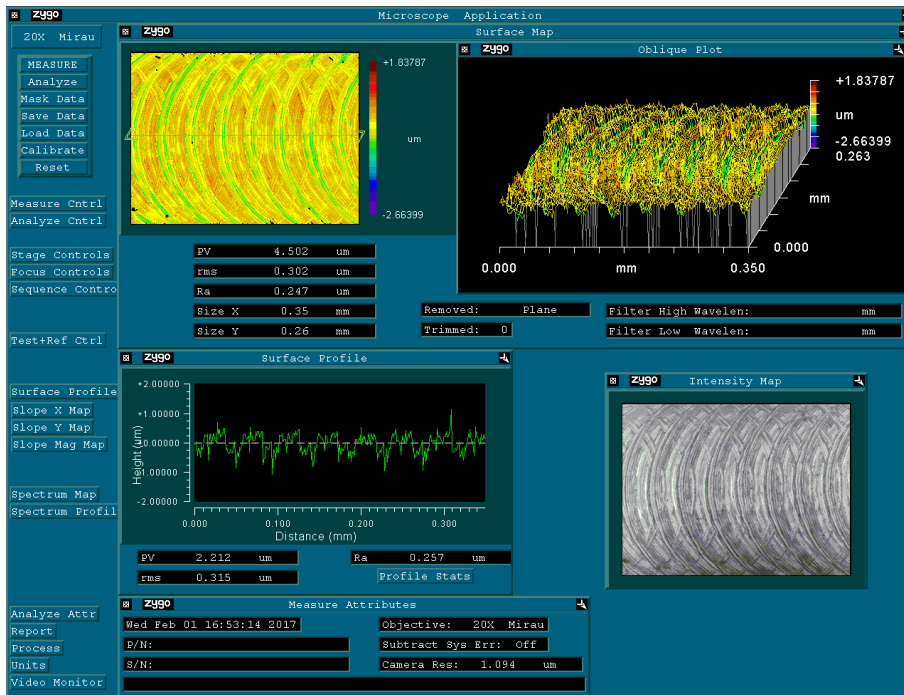 zygo Microscope Application
20X Mirau
MEASURE
Analyze
Mask Data
Save Data
Load Data
Calibrate
Reset
Measure Cntrl
Analyze Cntrl
Stage Controls
Focus Controls
Sequence Contro
Test+Ref Ctrl
Surface Profile
Slope X Map
Slope Y Map
Slope Mag Map
Spectrum Map
Spectrum Profil
Analyze Attr
Report
Process
Units
Video Monitor
zygo Surface Map
+1.83787
um
-2.66399
PV 4.502 um
rms 0.302 um
Ra 0.247 um
Size X 0.35 mm
Size Y 0.26 mm
zygo Oblique Plot
+1.83787
um
-2.66399
0.263
mm
0.000
0.000 mm 0.350
Removed: Plane
Trimmed: 0
Filter High Wavelen: mm
Filter Low Wavelen: mm
zygo Surface Profile
+2.00000
+1.00000
+0.00000
-1.00000
-2.00000
Height (um)
0.000 0.100 0.200 0.300
Distance (mm)
PV 2.212 um
rms 0.315 um
Ra 0.257 um
Profile Stats
zygo Intensity Map
zygo Measure Attributes
Wed Feb 01 16:53:14 2017
P/N:
S/N:
Objective: 20X Mirau
Subtract Sys Err: Off
Camera Res: 1.094 um